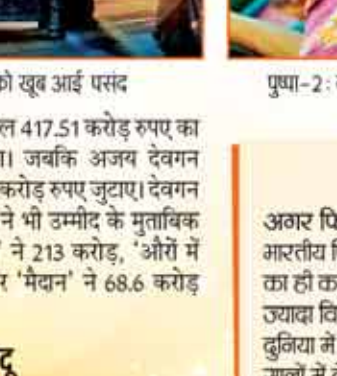 को खूब आई पसंद
417.51 करोड़ रुपए का
जबकि अजय देवगन
करोड़ रुपए जुटाए। देवगन
ने भी उम्मीद के मुताबिक
ने 213 करोड़, 'औरों में
'मैदान' ने 68.6 करोड़
पुष्पा-2 :
अगर
भारतीय
का ही
ज्यादा
दुनिया में